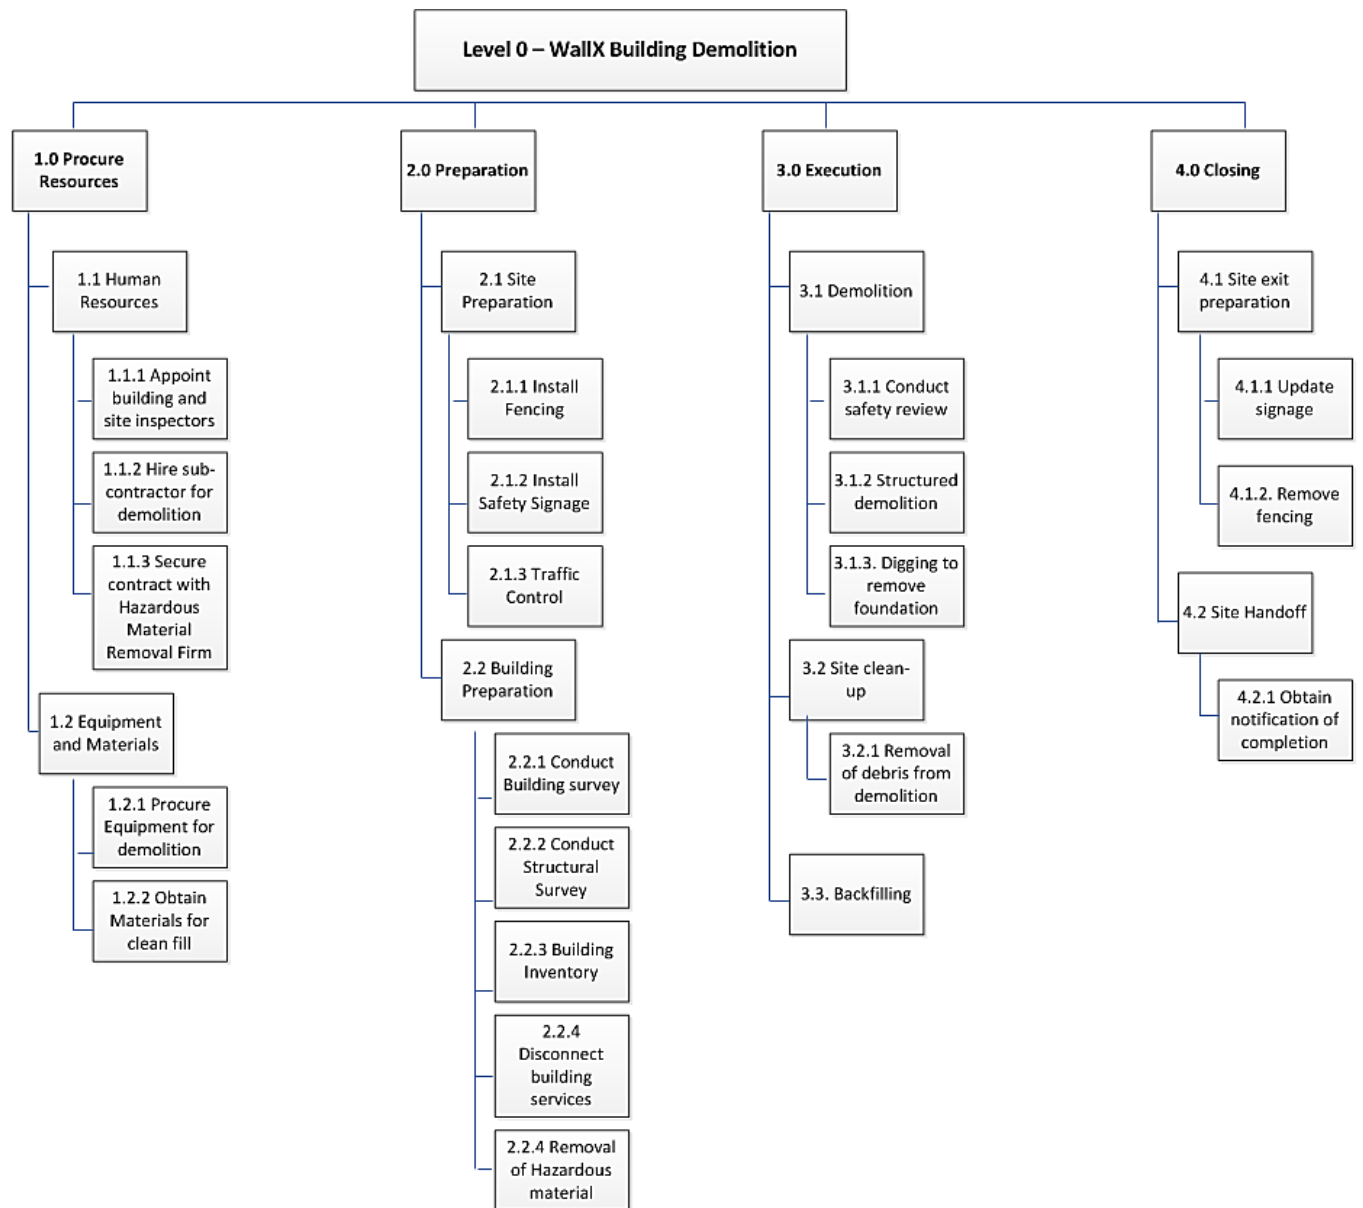 Level 0 – WallX Building Demolition
1.0 Procure
Resources
1.1 Human
Resources
1.1.1 Appoint
building and
site inspectors
1.1.2 Hire sub-
contractor for
demolition
1.1.3 Secure
contract with
Hazardous
Material
Removal Firm
1.2 Equipment
and Materials
1.2.1 Procure
Equipment for
demolition
1.2.2 Obtain
Materials for
clean fill
2.0 Preparation
2.1 Site
Preparation
2.1.1 Install
Fencing
2.1.2 Install
Safety Signage
2.1.3 Traffic
Control
2.2 Building
Preparation
2.2.1 Conduct
Building survey
2.2.2 Conduct
Structural
Survey
2.2.3 Building
Inventory
2.2.4
Disconnect
building
services
2.2.4 Removal
of Hazardous
material
3.0 Execution
3.1 Demolition
3.1.1 Conduct
safety review
3.1.2 Structured
demolition
3.1.3. Digging to
remove
foundation
3.2 Site clean-
up
3.2.1 Removal
of debris from
demolition
3.3. Backfilling
4.0 Closing
4.1 Site exit
preparation
4.1.1 Update
signage
4.1.2. Remove
fencing
4.2 Site Handoff
4.2.1 Obtain
notification of
completion